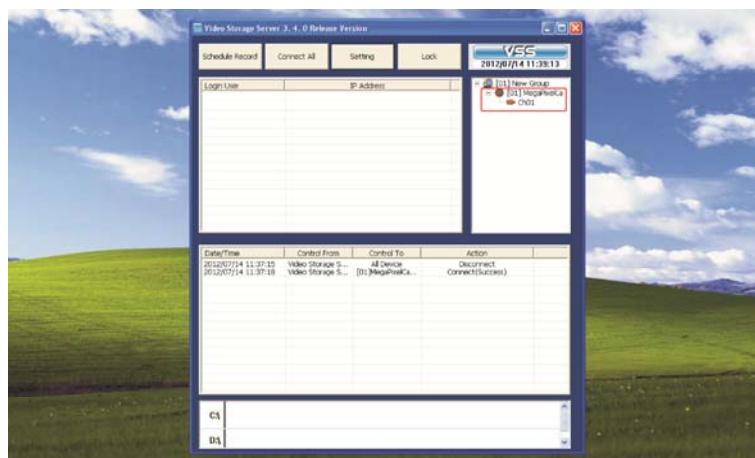 Video Storage Server 3.4.0 Release Version
Schedule Record
Connect All
Setting
Lock
VSS
2012/07/14 11:39:13
Login User
IP Address
[01] New Group
[01] MegaPixelCa
Ch01
Date/Time
Control From
Control To
Action
2012/07/14 11:37:15 Video Storage S... All Device Disconnect
2012/07/14 11:37:18 Video Storage S... [01]MegaPixelCa... Connect(Success)
C:\
D:\